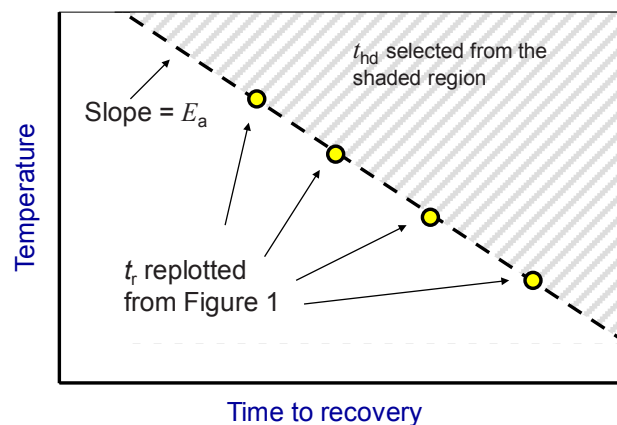 t_hd selected from the
shaded region
Slope = E_a
Temperature
t_r replotted
from Figure 1
Time to recovery